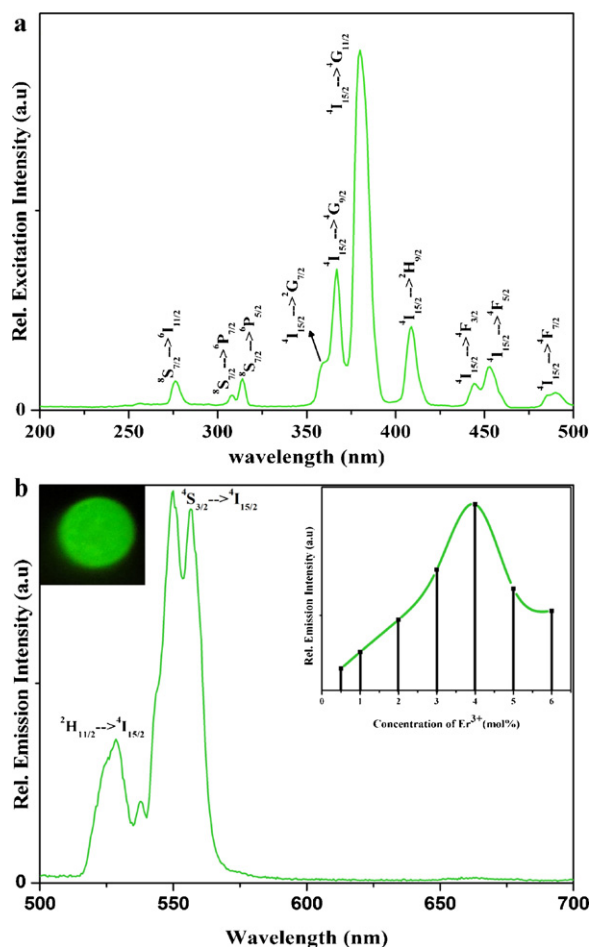 a
Rel. Excitation Intensity (a.u)
⁸S₇/₂-->⁶I₁₁/₂
⁸S₇/₂-->⁶P₇/₂
⁸S₇/₂-->⁶P₅/₂
⁴I₁₅/₂-->²G₇/₂
⁴I₁₅/₂-->⁴G₉/₂
⁴I₁₅/₂-->⁴G₁₁/₂
⁴I₁₅/₂-->²H₉/₂
⁴I₁₅/₂-->⁴F₃/₂
⁴I₁₅/₂-->⁴F₅/₂
⁴I₁₅/₂-->⁴F₇/₂
0
200 250 300 350 400 450 500
wavelength (nm)
b
Rel. Emission Intensity (a.u)
⁴S₃/₂-->⁴I₁₅/₂
²H₁₁/₂-->⁴I₁₅/₂
Rel. Emission Intensity (a.u)
1 2 3 4 5 6
Concentration of Er³⁺(mol%)
0
500 550 600 650 700
Wavelength (nm)